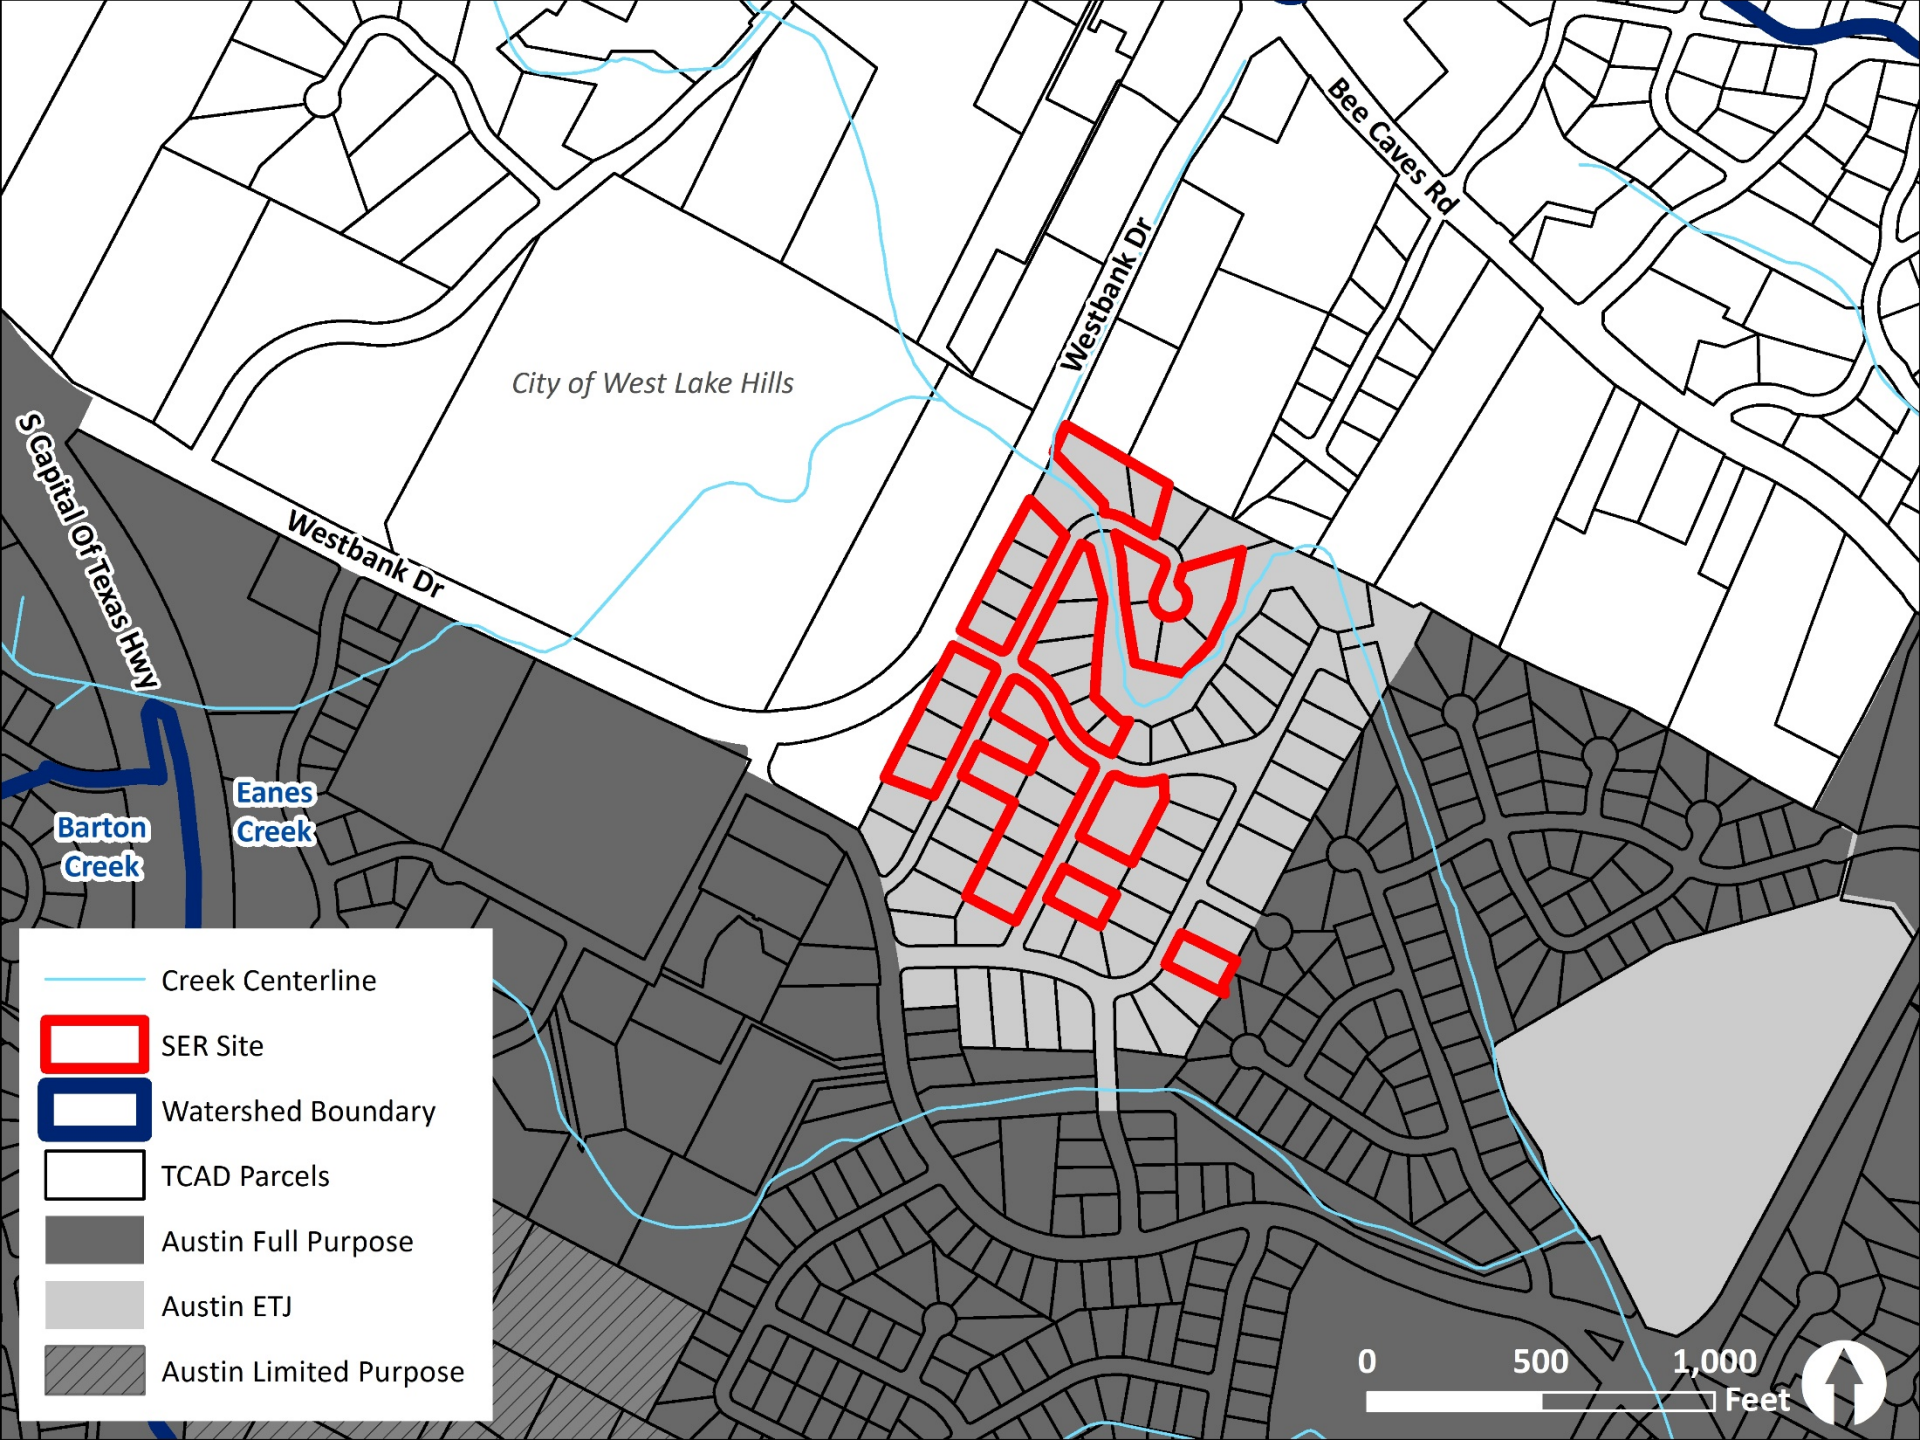 Bee Caves Rd
Westbank Dr
City of West Lake Hills
S Capital Of Texas Hwy
Westbank Dr
Eanes
Creek
Barton
Creek
Creek Centerline
SER Site
Watershed Boundary
TCAD Parcels
Austin Full Purpose
Austin ETJ
Austin Limited Purpose
0 500 1,000
Feet